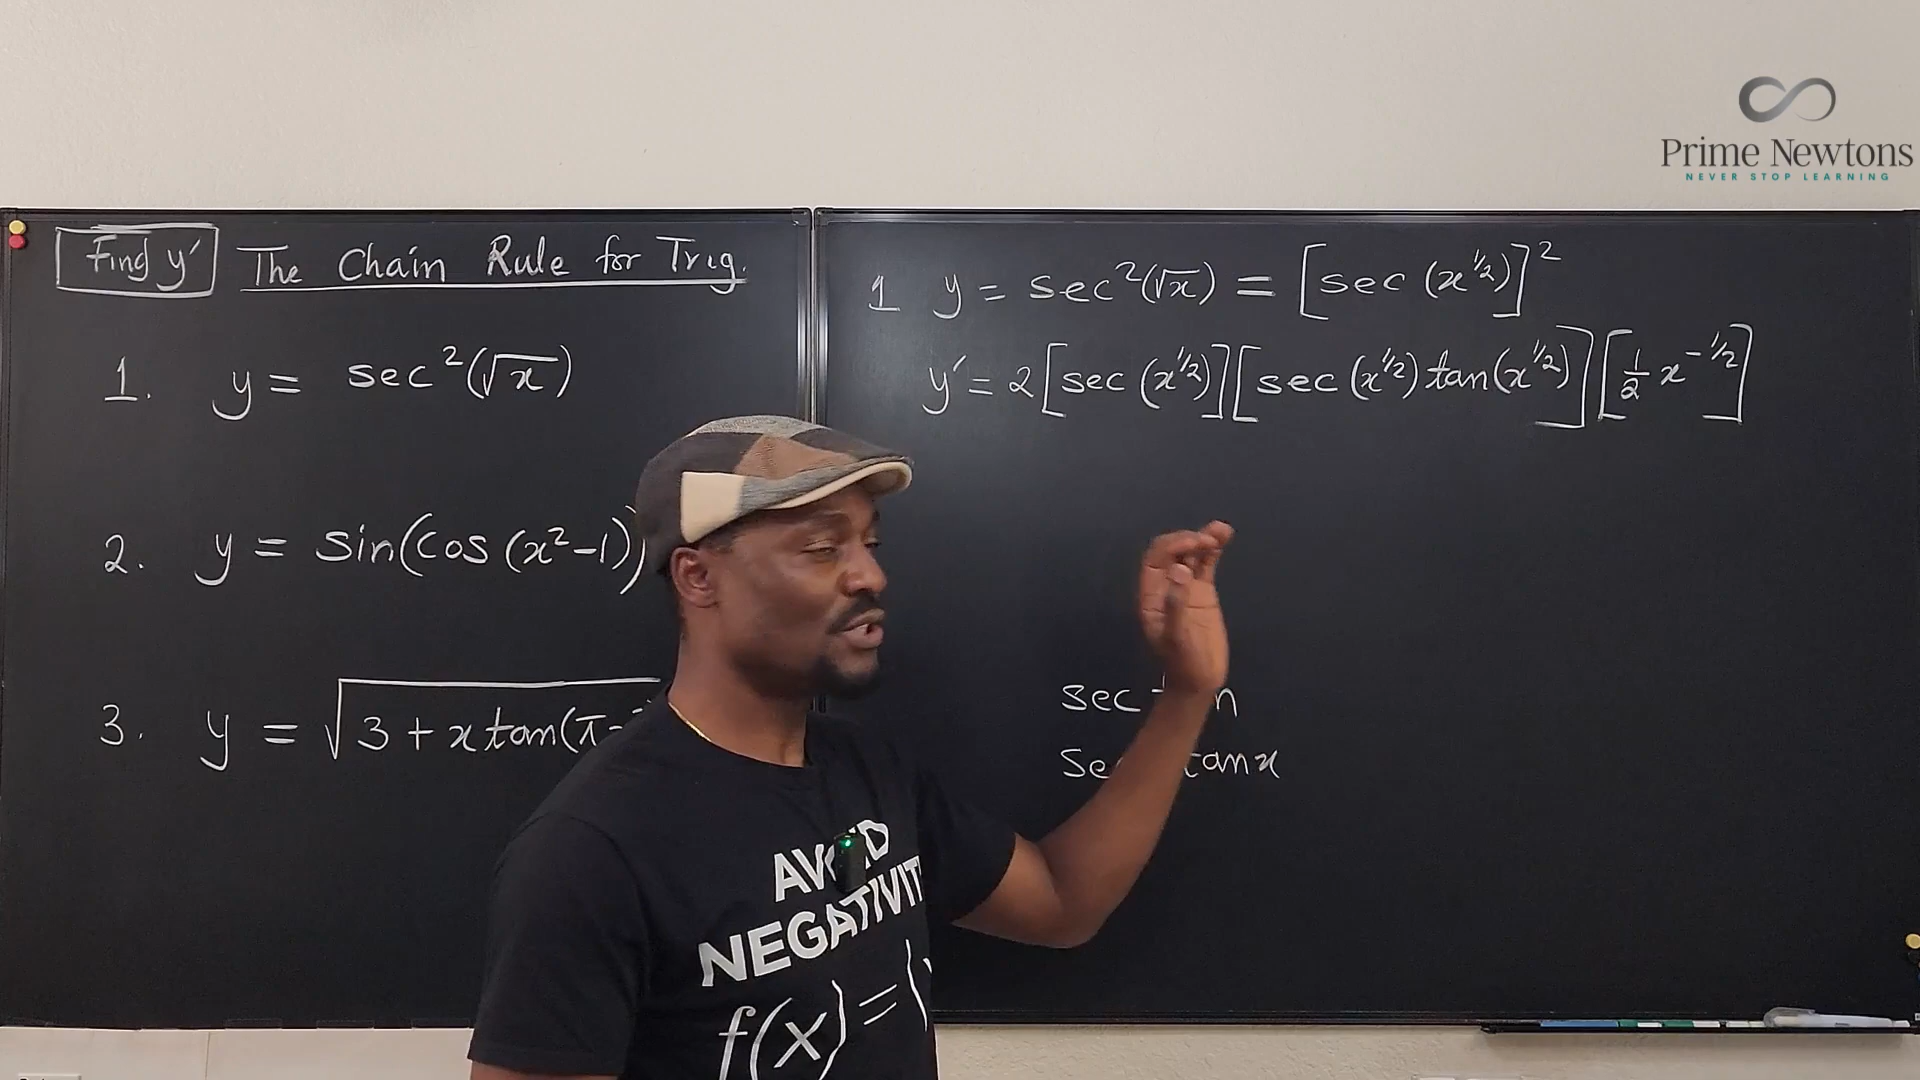 Prime Newtons
NEVER STOP LEARNING
Find y′ The Chain Rule for Trig.
1. y = sec²(√x)
2. y = sin(cos(x²-1))
3. y = √3 + x tan(π-
1 y = sec²(√x) = [sec (x^1/2)]²
y′ = 2[sec (x^1/2)][sec (x^1/2) tan(x^1/2)][1/2 x^-1/2]
sec
tanx
AVOID
NEGATIVIT
f(x)=